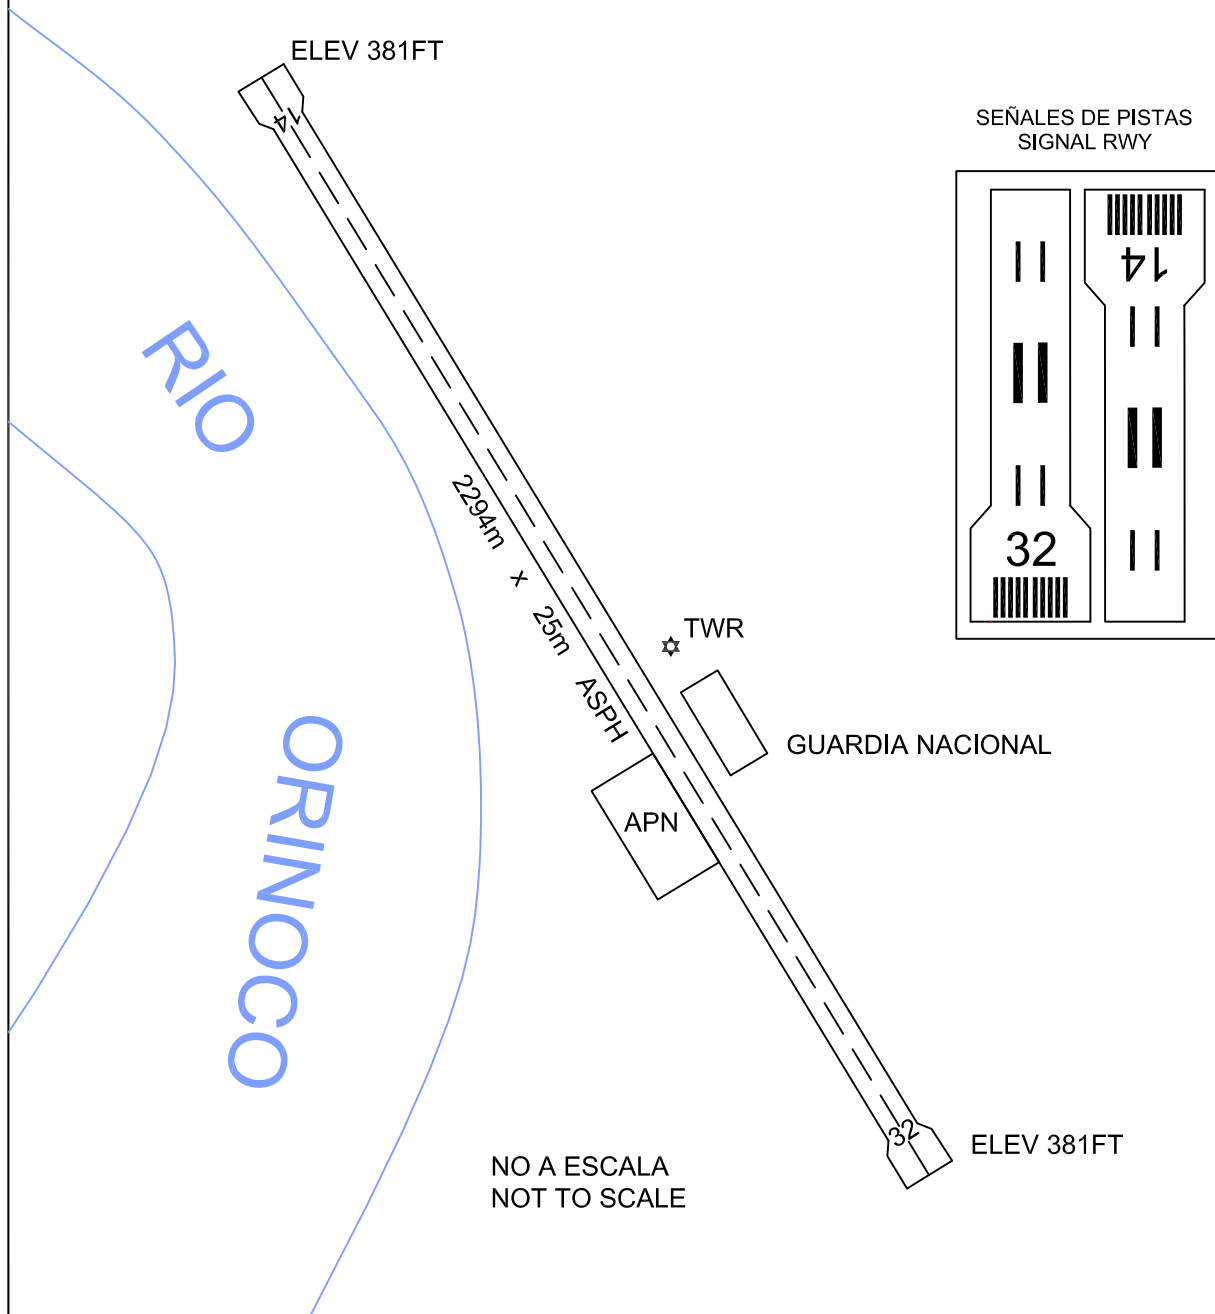 ELEV 381FT
14
SEÑALES DE PISTAS
SIGNAL RWY
14
32
RIO
ORINOCO
2294m x 25m ASPH
TWR
GUARDIA NACIONAL
APN
32
ELEV 381FT
NO A ESCALA
NOT TO SCALE